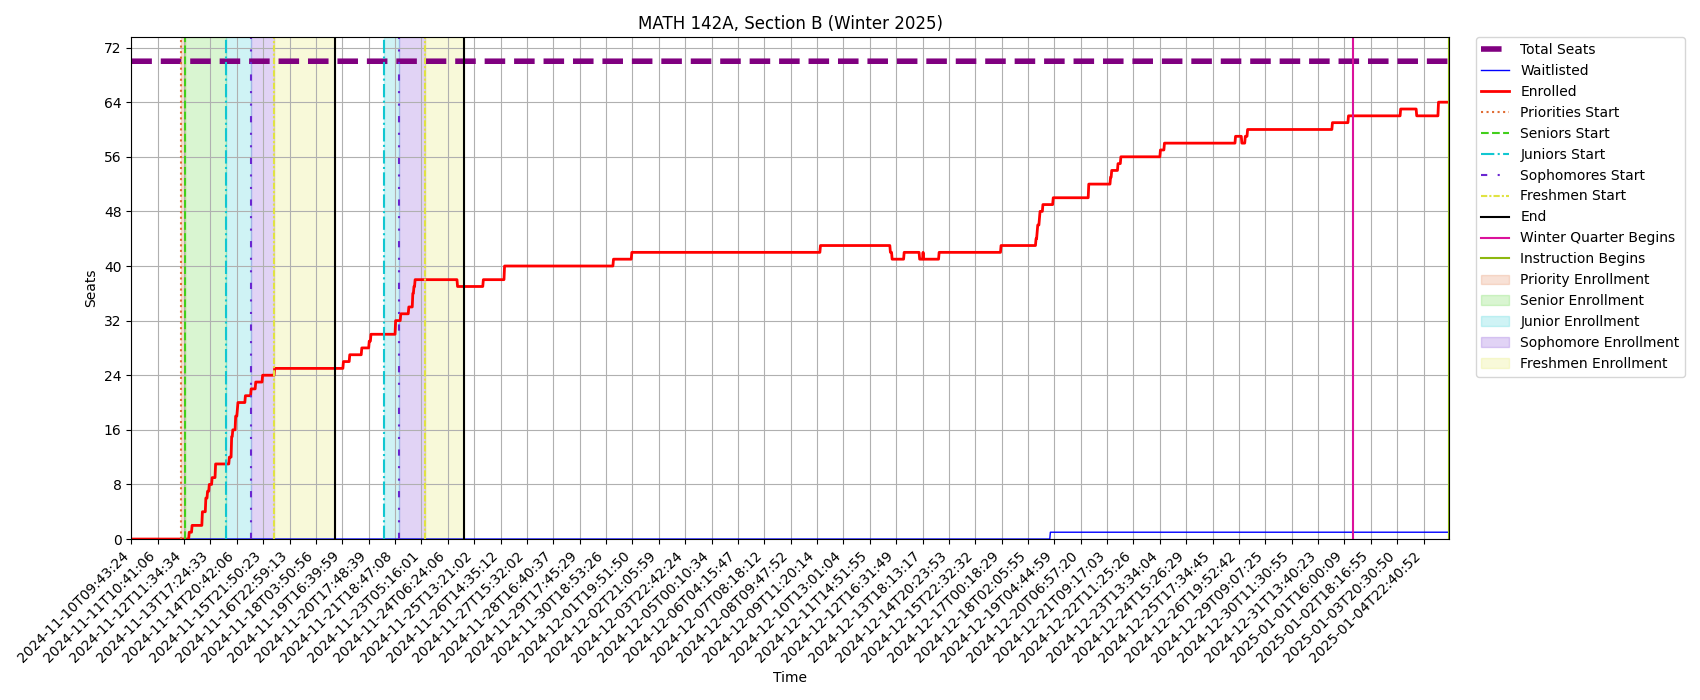 MATH 142A, Section B (Winter 2025)
Seats
72
64
56
48
40
32
24
16
8
0
2024-11-10T09:43:24
2024-11-11T10:41:06
2024-11-12T11:34:34
2024-11-13T17:24:33
2024-11-14T20:42:06
2024-11-15T21:50:23
2024-11-16T22:59:13
2024-11-18T03:50:56
2024-11-19T16:39:59
2024-11-20T17:48:39
2024-11-21T18:47:08
2024-11-23T05:16:01
2024-11-24T06:24:06
2024-11-25T13:21:02
2024-11-26T14:35:12
2024-11-27T15:32:02
2024-11-28T16:40:37
2024-11-29T17:45:29
2024-11-30T18:53:26
2024-12-01T19:51:50
2024-12-02T21:05:59
2024-12-03T22:42:24
2024-12-05T00:10:34
2024-12-06T04:15:47
2024-12-07T08:18:12
2024-12-08T09:47:52
2024-12-09T11:20:14
2024-12-10T13:01:04
2024-12-11T14:51:55
2024-12-12T16:31:49
2024-12-13T18:13:17
2024-12-14T20:23:53
2024-12-15T22:32:32
2024-12-17T00:18:29
2024-12-18T02:05:55
2024-12-19T04:44:59
2024-12-20T06:57:20
2024-12-21T09:17:03
2024-12-22T11:25:26
2024-12-23T13:34:04
2024-12-24T15:26:29
2024-12-25T17:34:45
2024-12-26T19:52:42
2024-12-29T09:07:25
2024-12-30T11:30:55
2024-12-31T13:40:23
2025-01-01T16:00:09
2025-01-02T18:16:55
2025-01-03T20:30:50
2025-01-04T22:40:52
Time
Total Seats
Waitlisted
Enrolled
Priorities Start
Seniors Start
Juniors Start
Sophomores Start
Freshmen Start
End
Winter Quarter Begins
Instruction Begins
Priority Enrollment
Senior Enrollment
Junior Enrollment
Sophomore Enrollment
Freshmen Enrollment